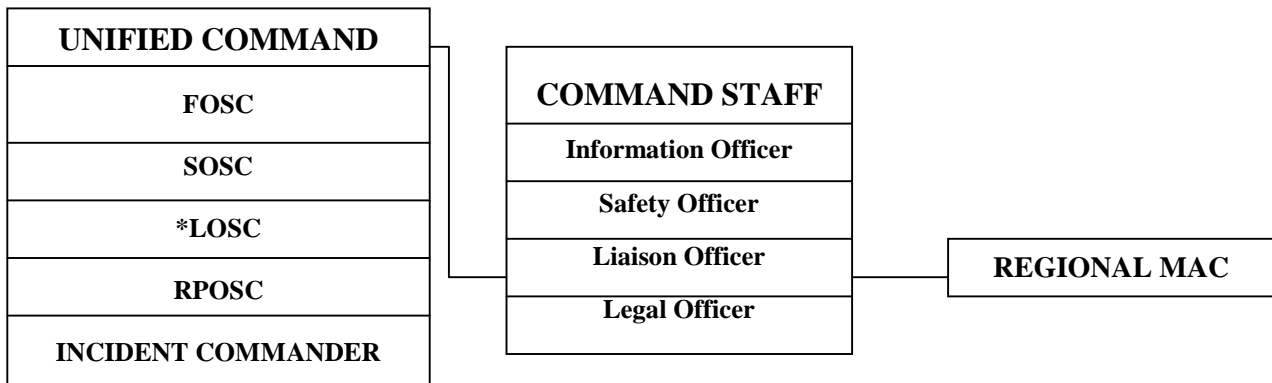 UNIFIED COMMAND
FOSC
SOSC
*LOSC
RPOSC
INCIDENT COMMANDER
COMMAND STAFF
Information Officer
Safety Officer
Liaison Officer
Legal Officer
REGIONAL MAC